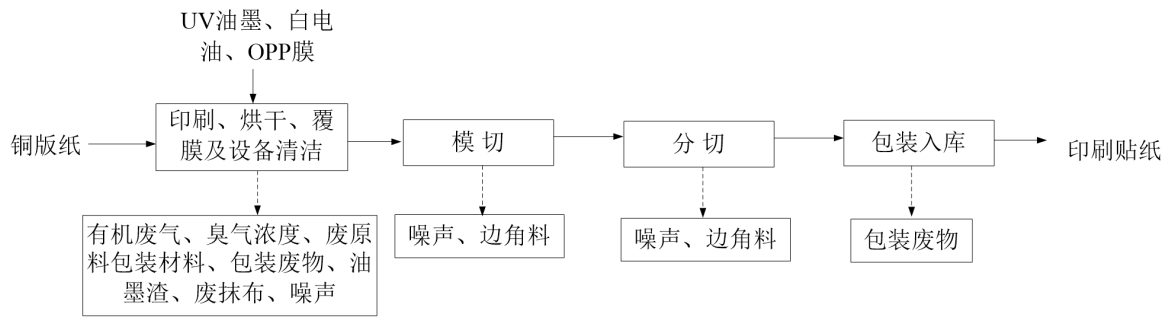 UV油墨、白电
油、OPP膜
铜版纸
印刷、烘干、覆
膜及设备清洁
模 切
分 切
包装入库
印刷贴纸
有机废气、臭气浓度、废原
料包装材料、包装废物、油
墨渣、废抹布、噪声
噪声、边角料
噪声、边角料
包装废物